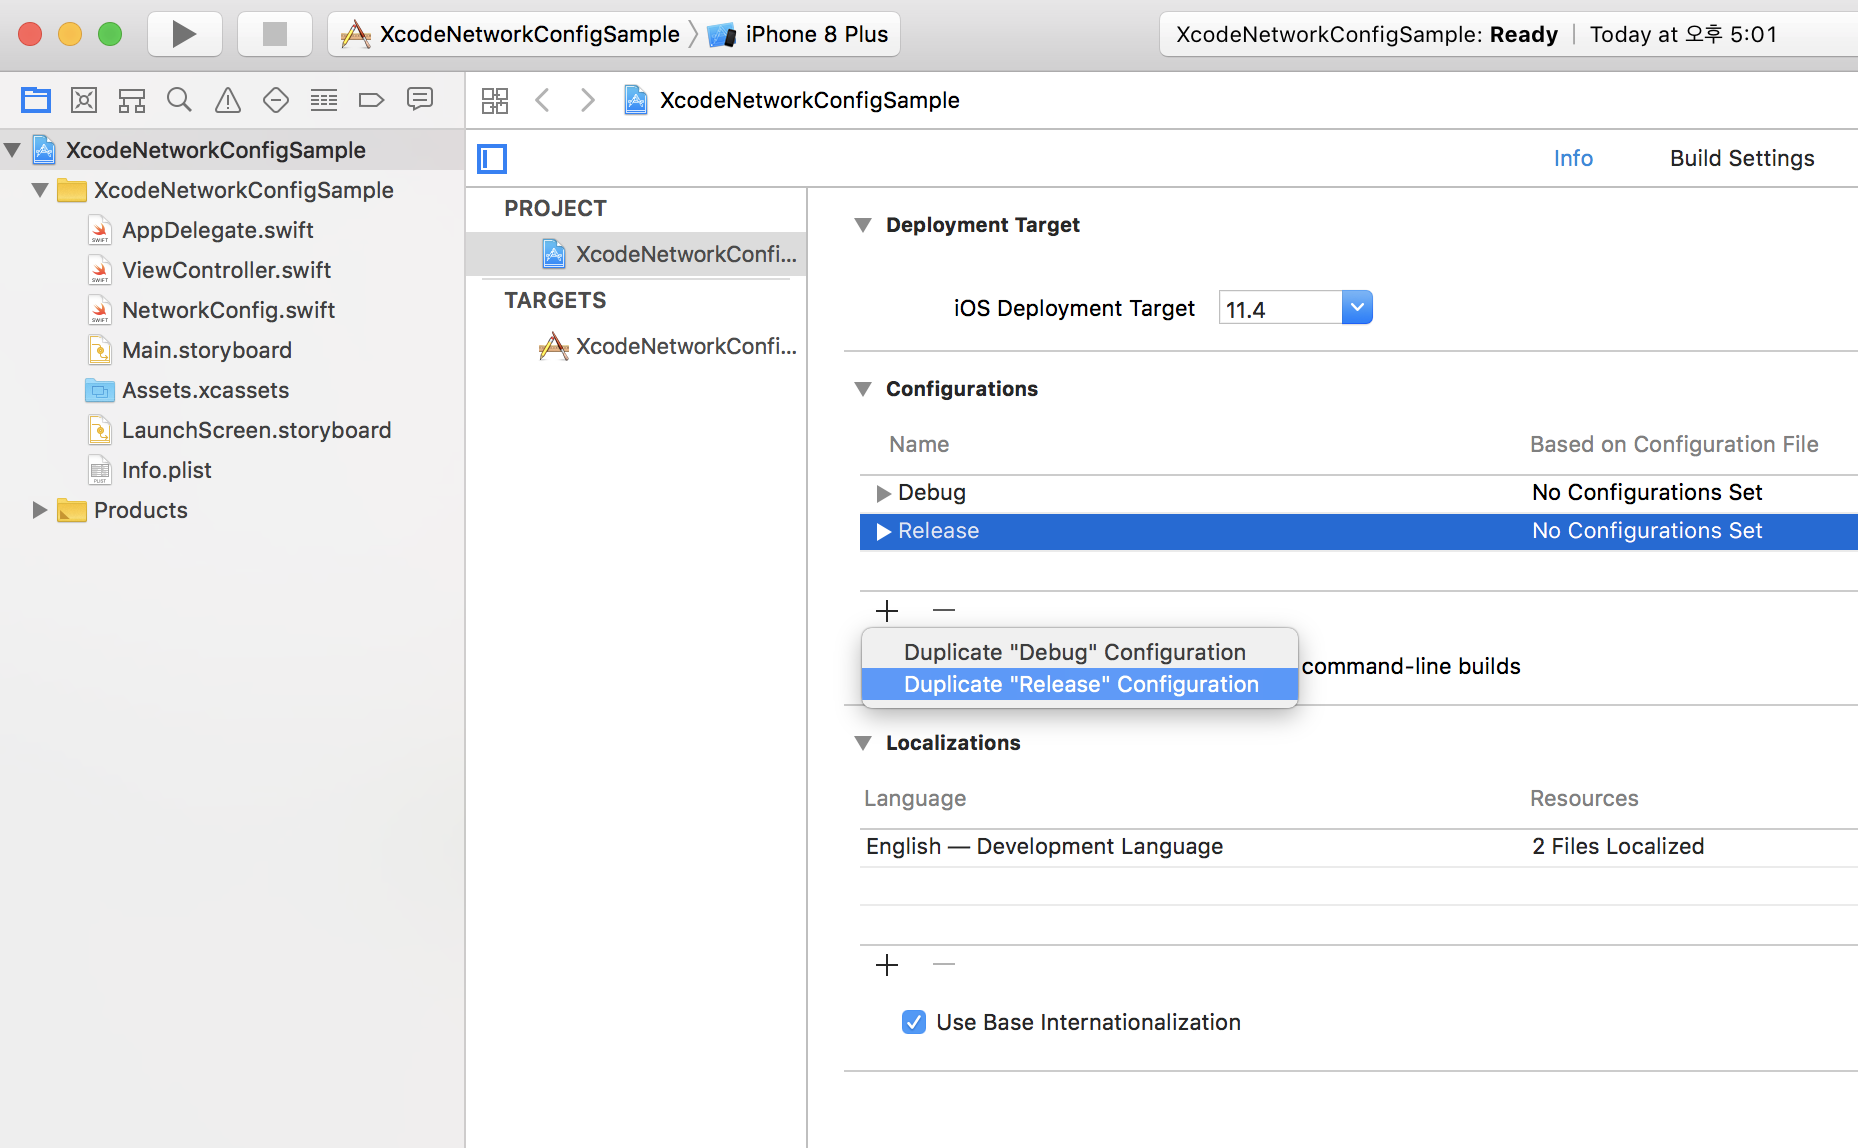 XcodeNetworkConfigSample iPhone 8 Plus
XcodeNetworkConfigSample: Ready Today at 오후 5:01
XcodeNetworkConfigSample
XcodeNetworkConfigSample
XcodeNetworkConfigSample
AppDelegate.swift
ViewController.swift
NetworkConfig.swift
Main.storyboard
Assets.xcassets
LaunchScreen.storyboard
Info.plist
Products
Info Build Settings
PROJECT
XcodeNetworkConfi...
TARGETS
XcodeNetworkConfi...
Deployment Target
iOS Deployment Target 11.4
Configurations
Name Based on Configuration File
Debug No Configurations Set
Release No Configurations Set
Duplicate "Debug" Configuration
Duplicate "Release" Configuration
command-line builds
Localizations
Language Resources
English — Development Language 2 Files Localized
Use Base Internationalization